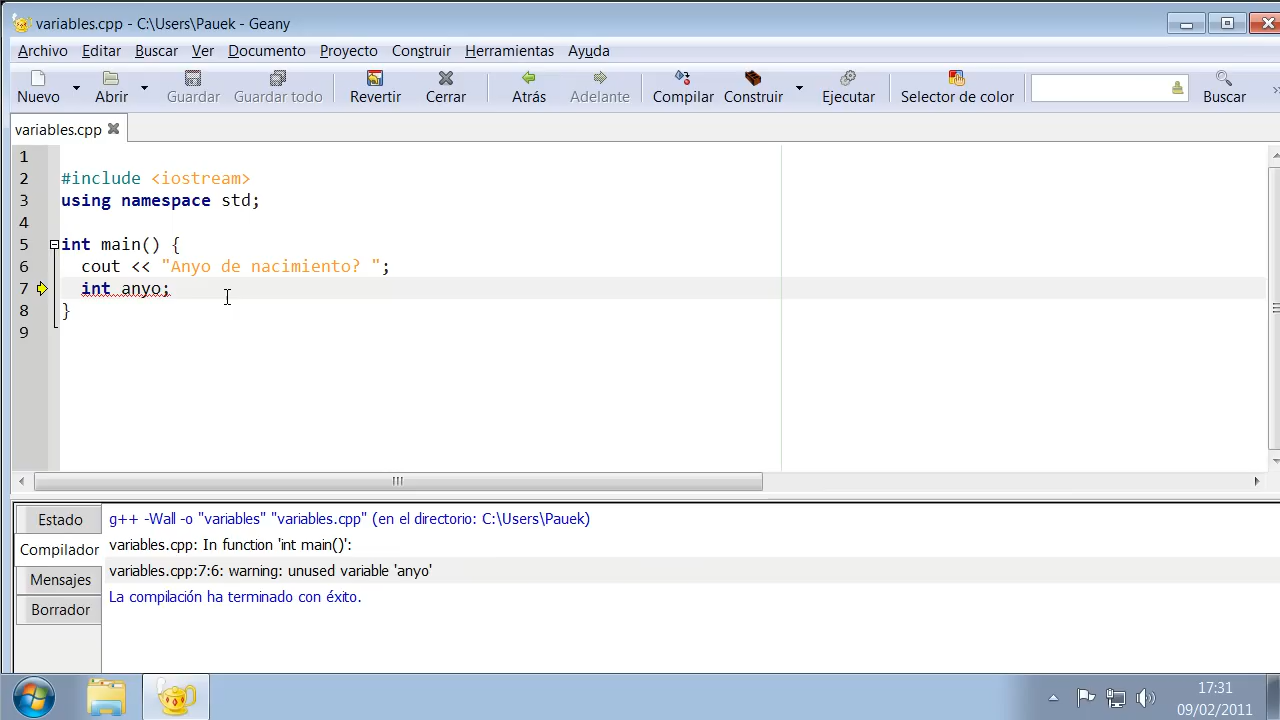 variables.cpp - C:\Users\Pauek - Geany
Archivo Editar Buscar Ver Documento Proyecto Construir Herramientas Ayuda
Nuevo Abrir Guardar Guardar todo Revertir Cerrar Atrás Adelante Compilar Construir Ejecutar Selector de color Buscar
variables.cpp
1
2 #include <iostream>
3 using namespace std;
4
5 int main() {
6 cout << "Anyo de nacimiento? ";
7 int anyo;
8 }
9
Estado
Compilador
Mensajes
Borrador
g++ -Wall -o "variables" "variables.cpp" (en el directorio: C:\Users\Pauek)
variables.cpp: In function 'int main()':
variables.cpp:7:6: warning: unused variable 'anyo'
La compilación ha terminado con éxito.
17:31
09/02/2011